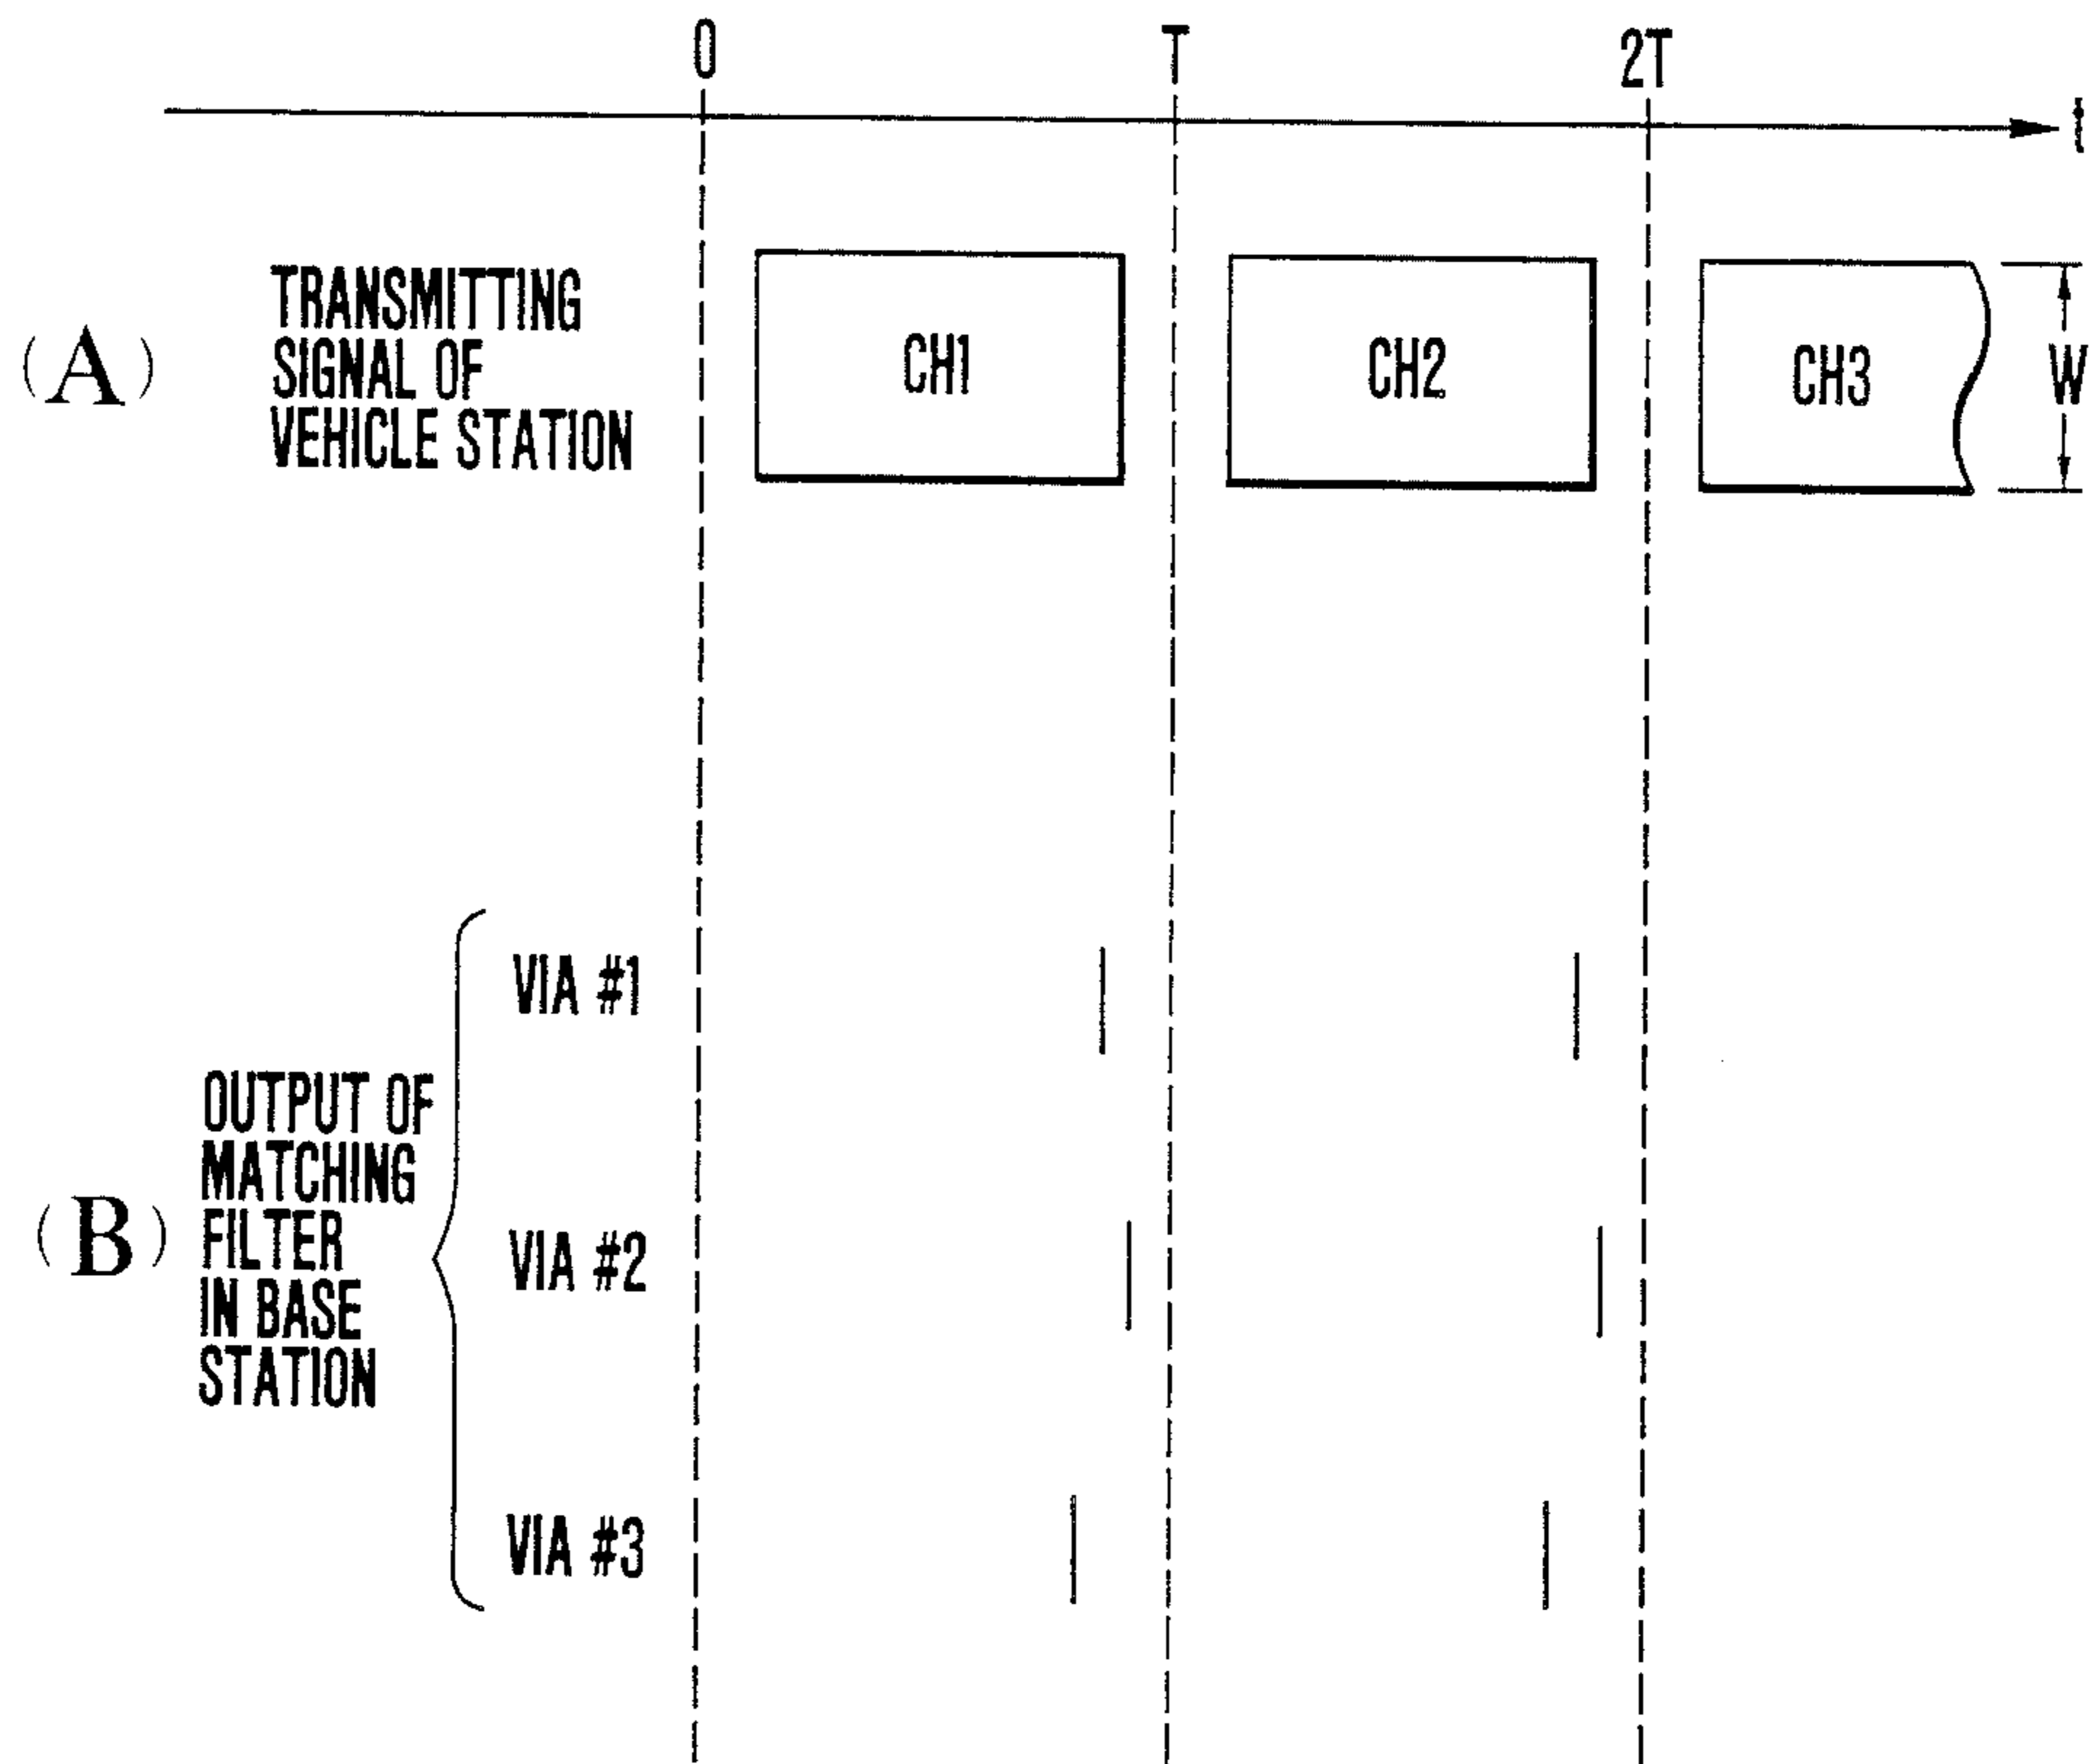 0
T
2T
t
(A)
TRANSMITTING
SIGNAL OF
VEHICLE STATION
CH1
CH2
CH3
W
(B)
OUTPUT OF
MATCHING
FILTER
IN BASE
STATION
VIA #1
VIA #2
VIA #3